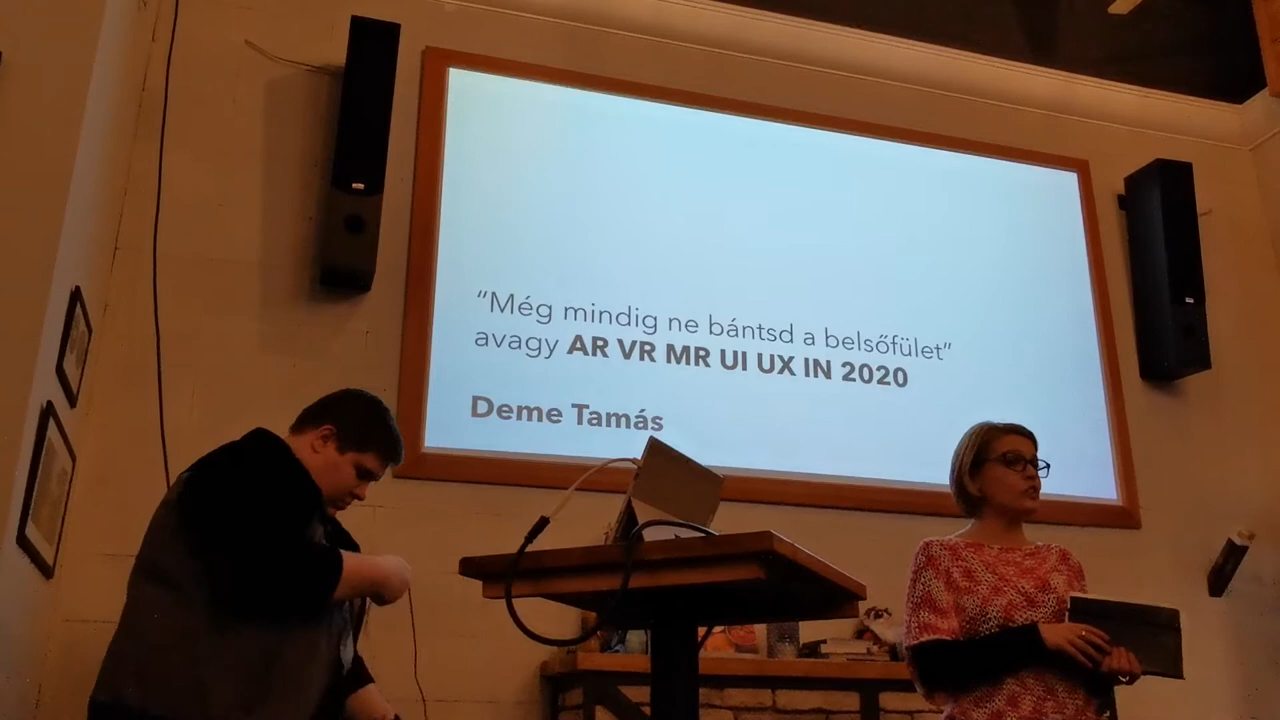 “Még mindig ne bántsd a belsőfület”
avagy AR VR MR UI UX IN 2020
Deme Tamás